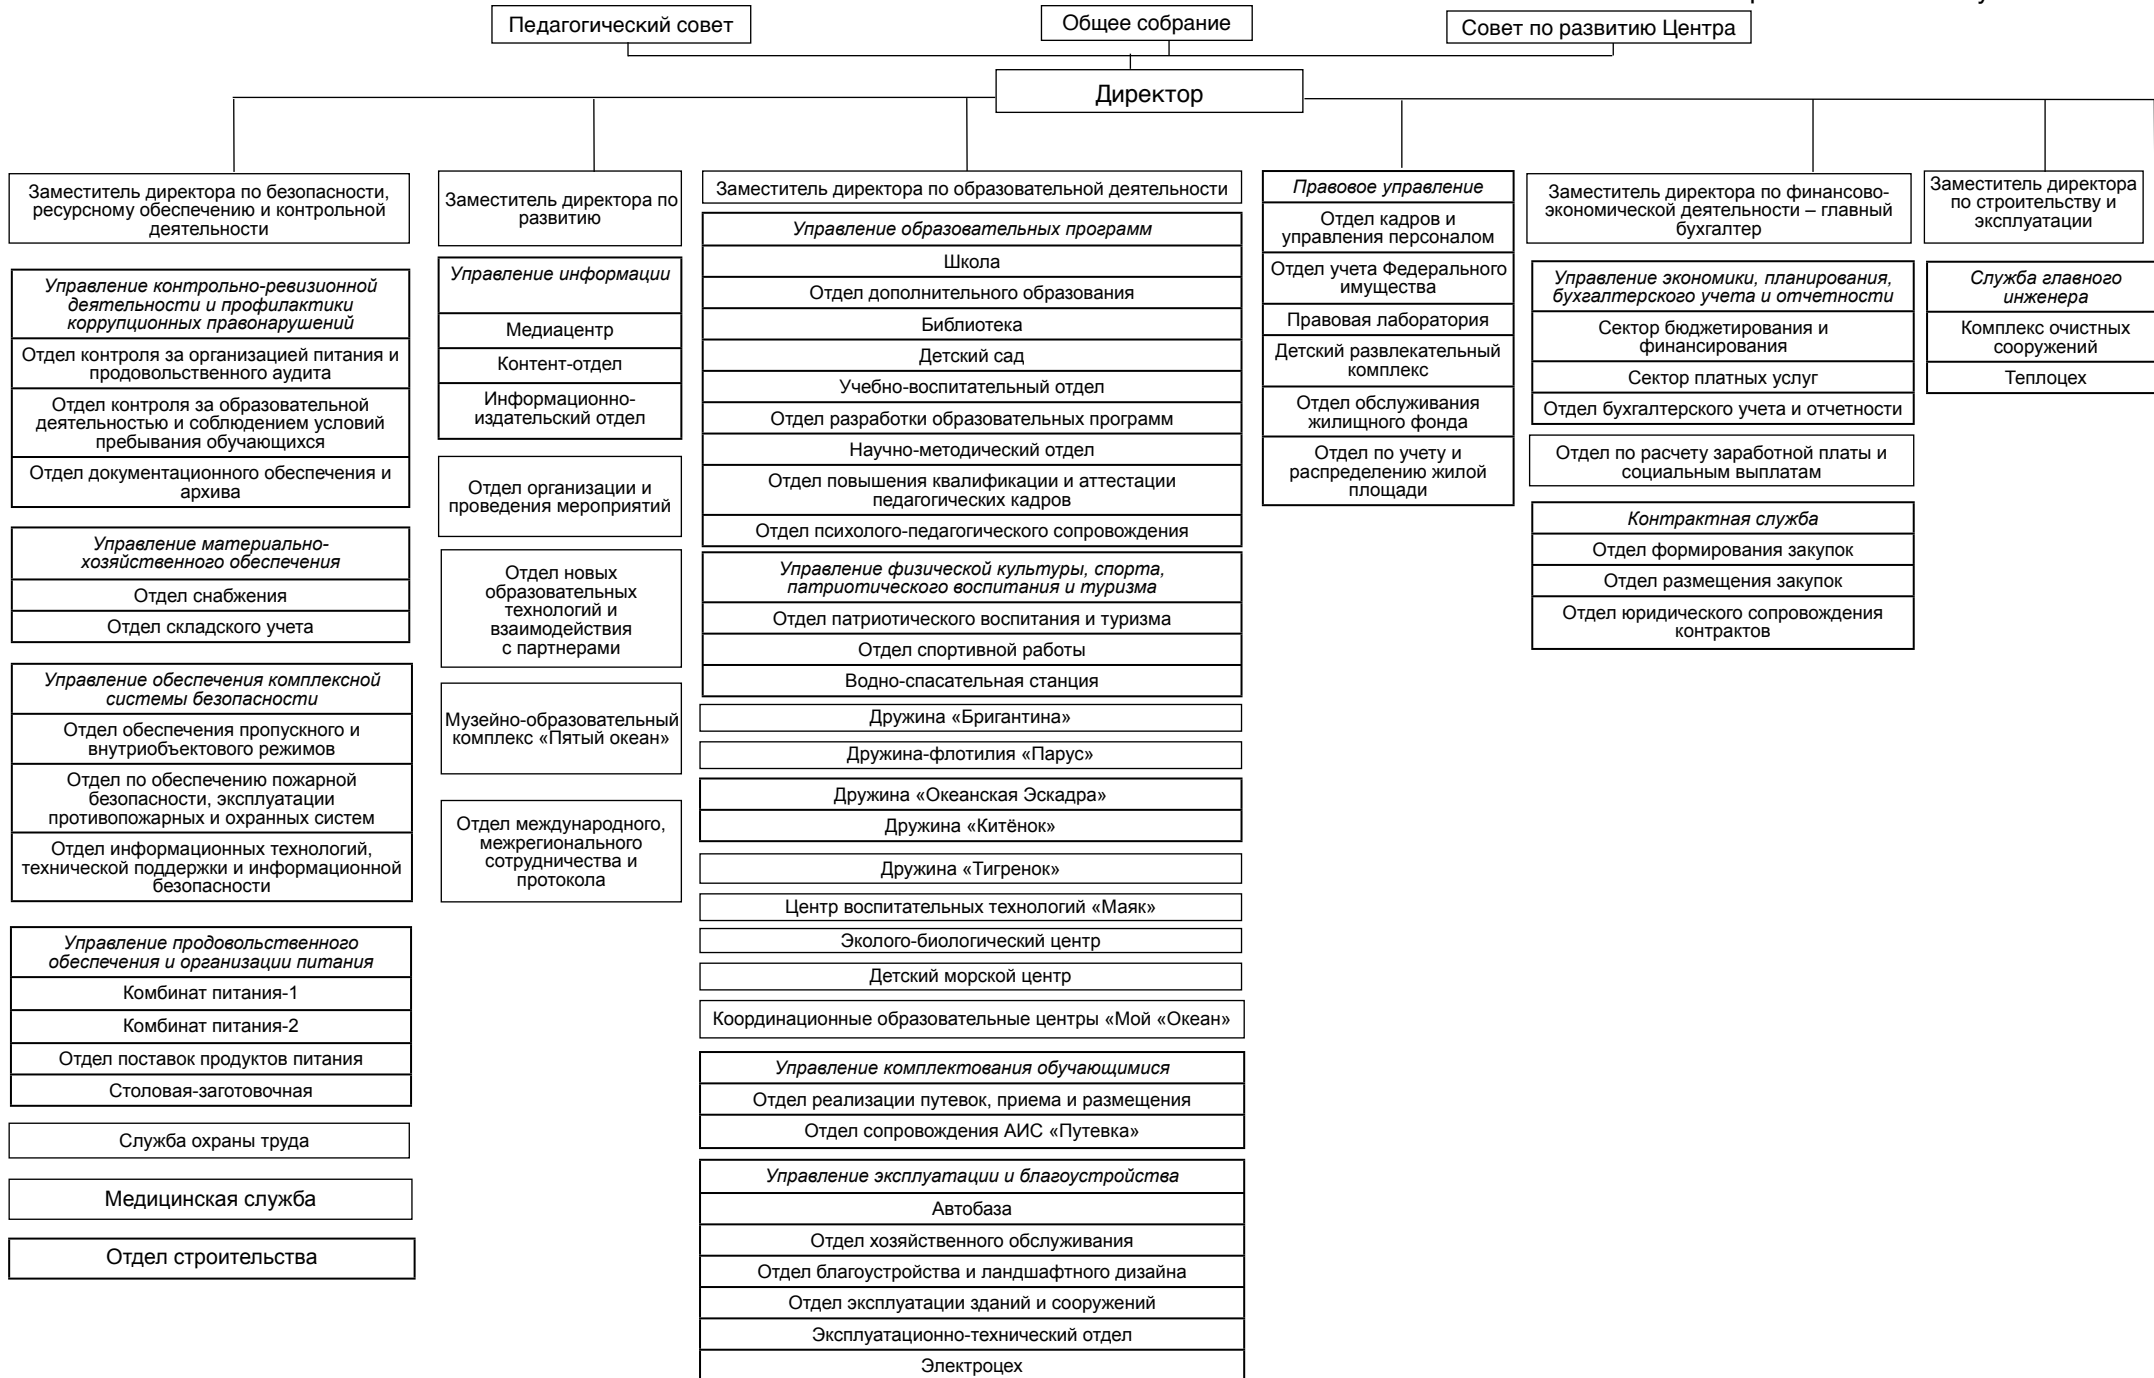 Педагогический совет
Общее собрание
Совет по развитию Центра
Директор
Заместитель директора по безопасности,
ресурсному обеспечению и контрольной
деятельности
Управление контрольно-ревизионной
деятельности и профилактики
коррупционных правонарушений
Отдел контроля за организацией питания и
продовольственного аудита
Отдел контроля за образовательной
деятельностью и соблюдением условий
пребывания обучающихся
Отдел документационного обеспечения и
архива
Управление материально-
хозяйственного обеспечения
Отдел снабжения
Отдел складского учета
Управление обеспечения комплексной
системы безопасности
Отдел обеспечения пропускного и
внутриобъектового режимов
Отдел по обеспечению пожарной
безопасности, эксплуатации
противопожарных и охранных систем
Отдел информационных технологий,
технической поддержки и информационной
безопасности
Управление продовольственного
обеспечения и организации питания
Комбинат питания-1
Комбинат питания-2
Отдел поставок продуктов питания
Столовая-заготовочная
Служба охраны труда
Медицинская служба
Отдел строительства
Заместитель директора по
развитию
Управление информации
Медиацентр
Контент-отдел
Информационно-
издательский отдел
Отдел организации и
проведения мероприятий
Отдел новых
образовательных
технологий и
взаимодействия
с партнерами
Музейно-образовательный
комплекс «Пятый океан»
Отдел международного,
межрегионального
сотрудничества и
протокола
Заместитель директора по образовательной деятельности
Управление образовательных программ
Школа
Отдел дополнительного образования
Библиотека
Детский сад
Учебно-воспитательный отдел
Отдел разработки образовательных программ
Научно-методический отдел
Отдел повышения квалификации и аттестации
педагогических кадров
Отдел психолого-педагогического сопровождения
Управление физической культуры, спорта,
патриотического воспитания и туризма
Отдел патриотического воспитания и туризма
Отдел спортивной работы
Водно-спасательная станция
Дружина «Бригантина»
Дружина-флотилия «Парус»
Дружина «Океанская Эскадра»
Дружина «Китёнок»
Дружина «Тигренок»
Центр воспитательных технологий «Маяк»
Эколого-биологический центр
Детский морской центр
Координационные образовательные центры «Мой «Океан»
Управление комплектования обучающимися
Отдел реализации путевок, приема и размещения
Отдел сопровождения АИС «Путевка»
Управление эксплуатации и благоустройства
Автобаза
Отдел хозяйственного обслуживания
Отдел благоустройства и ландшафтного дизайна
Отдел эксплуатации зданий и сооружений
Эксплуатационно-технический отдел
Электроцех
Правовое управление
Отдел кадров и
управления персоналом
Отдел учета Федерального
имущества
Правовая лаборатория
Детский развлекательный
комплекс
Отдел обслуживания
жилищного фонда
Отдел по учету и
распределению жилой
площади
Заместитель директора по финансово-
экономической деятельности – главный
бухгалтер
Управление экономики, планирования,
бухгалтерского учета и отчетности
Сектор бюджетирования и
финансирования
Сектор платных услуг
Отдел бухгалтерского учета и отчетности
Отдел по расчету заработной платы и
социальным выплатам
Контрактная служба
Отдел формирования закупок
Отдел размещения закупок
Отдел юридического сопровождения
контрактов
Заместитель директора
по строительству и
эксплуатации
Служба главного
инженера
Комплекс очистных
сооружений
Теплоцех